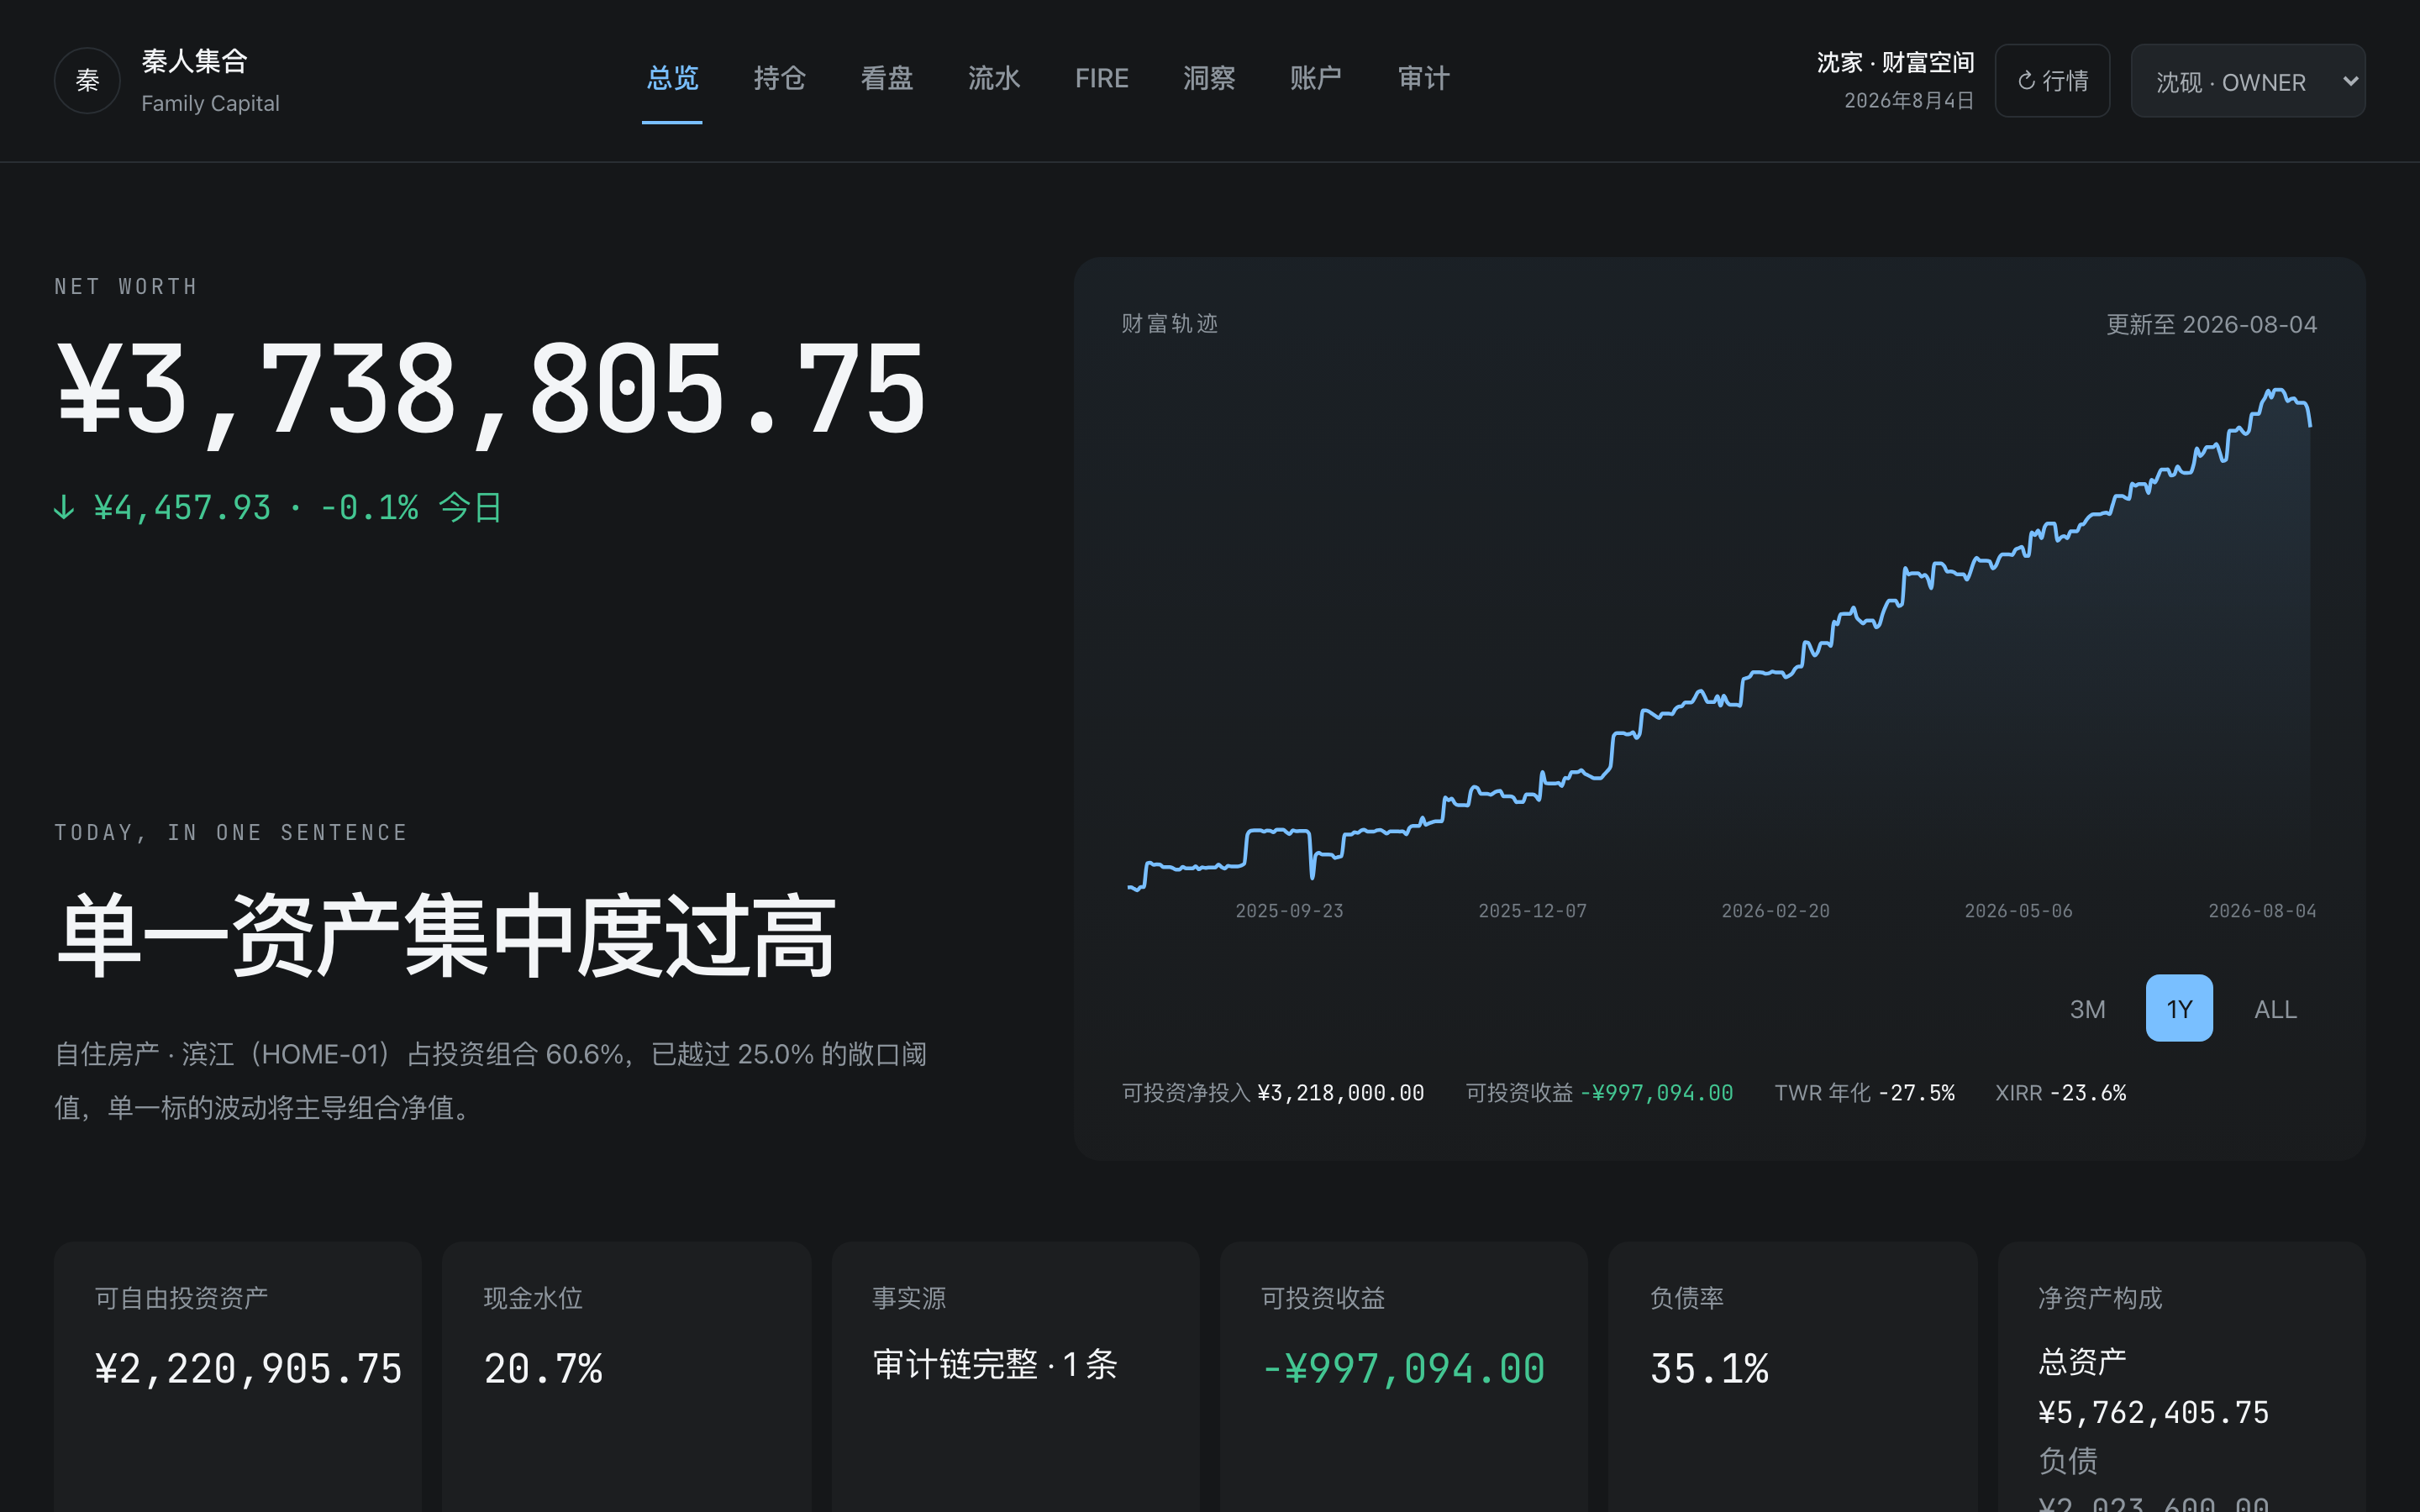 秦
秦人集合
Family Capital
总览
持仓
看盘
流水
FIRE
洞察
账户
审计
沈家 · 财富空间
2026年8月4日
↻ 行情
沈砚 · OWNER
NET WORTH
¥3,738,805.75
↓ ¥4,457.93 · -0.1% 今日
TODAY, IN ONE SENTENCE
单一资产集中度过高
自住房产 · 滨江（HOME-01）占投资组合 60.6%，已越过 25.0% 的敞口阈
值，单一标的波动将主导组合净值。
财富轨迹
更新至 2026-08-04
2025-09-23
2025-12-07
2026-02-20
2026-05-06
2026-08-04
3M
1Y
ALL
可投资净投入 ¥3,218,000.00
可投资收益 -¥997,094.00
TWR 年化 -27.5%
XIRR -23.6%
可自由投资资产
¥2,220,905.75
现金水位
20.7%
事实源
审计链完整 · 1 条
可投资收益
-¥997,094.00
负债率
35.1%
净资产构成
总资产
¥5,762,405.75
负债
¥2,023,600.00